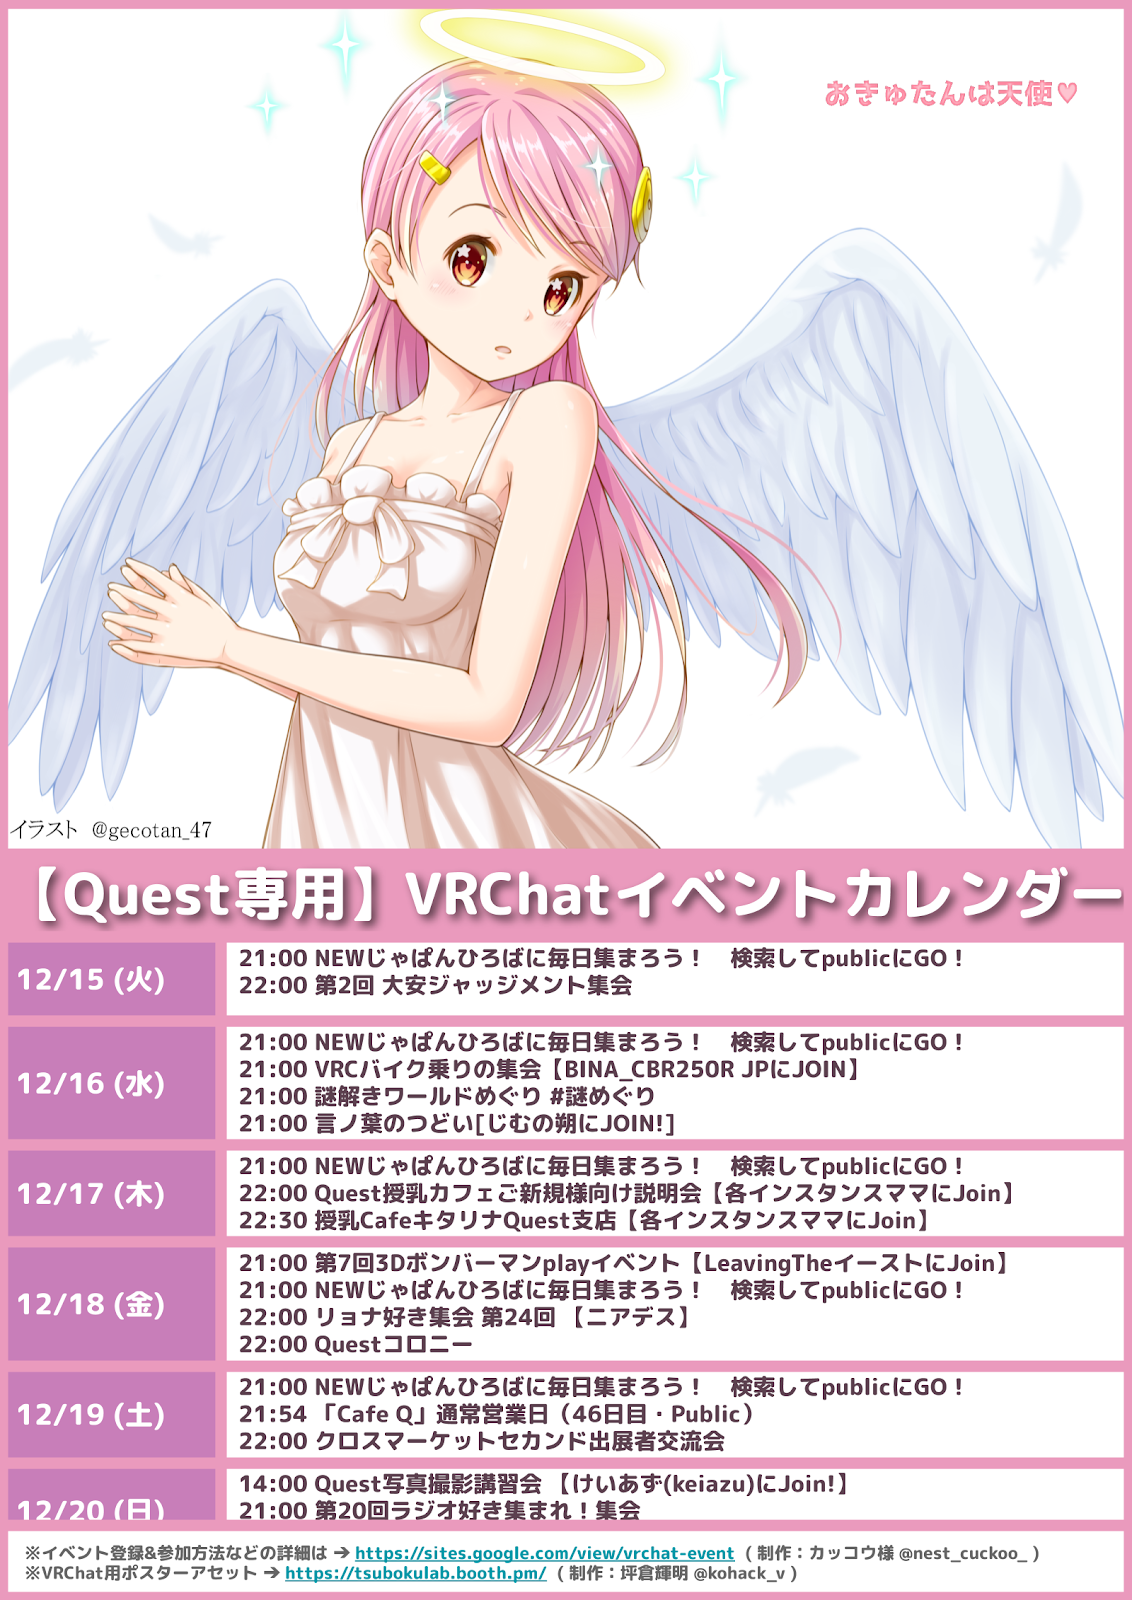 おきゅたんは天使♥
イラスト @gecotan_47
【Quest専用】VRChatイベントカレンダー
12/15 (火)
21:00 NEWじゃぱんひろばに毎日集まろう！　検索してpublicにGO！
22:00 第2回 大安ジャッジメント集会
12/16 (水)
21:00 NEWじゃぱんひろばに毎日集まろう！　検索してpublicにGO！
21:00 VRCバイク乗りの集会【BINA_CBR250R JPにJOIN】
21:00 謎解きワールドめぐり #謎めぐり
21:00 言ノ葉のつどい[じむの朔にJOIN!]
12/17 (木)
21:00 NEWじゃぱんひろばに毎日集まろう！　検索してpublicにGO！
22:00 Quest授乳カフェご新規様向け説明会【各インスタンスママにJoin】
22:30 授乳CafeキタリナQuest支店【各インスタンスママにJoin】
12/18 (金)
21:00 第7回3Dボンバーマンplayイベント【LeavingTheイーストにJoin】
21:00 NEWじゃぱんひろばに毎日集まろう！　検索してpublicにGO！
22:00 リョナ好き集会 第24回 【ニアデス】
22:00 Questコロニー
12/19 (土)
21:00 NEWじゃぱんひろばに毎日集まろう！　検索してpublicにGO！
21:54 「Cafe Q」通常営業日（46日目・Public）
22:00 クロスマーケットセカンド出展者交流会
12/20 (日)
14:00 Quest写真撮影講習会 【けいあず(keiazu)にJoin!】
21:00 第20回ラジオ好き集まれ！集会
※イベント登録&参加方法などの詳細は → https://sites.google.com/view/vrchat-event ( 制作：カッコウ様 @nest_cuckoo_ )
※VRChat用ポスターアセット → https://tsubokulab.booth.pm/ ( 制作：坪倉輝明 @kohack_v )